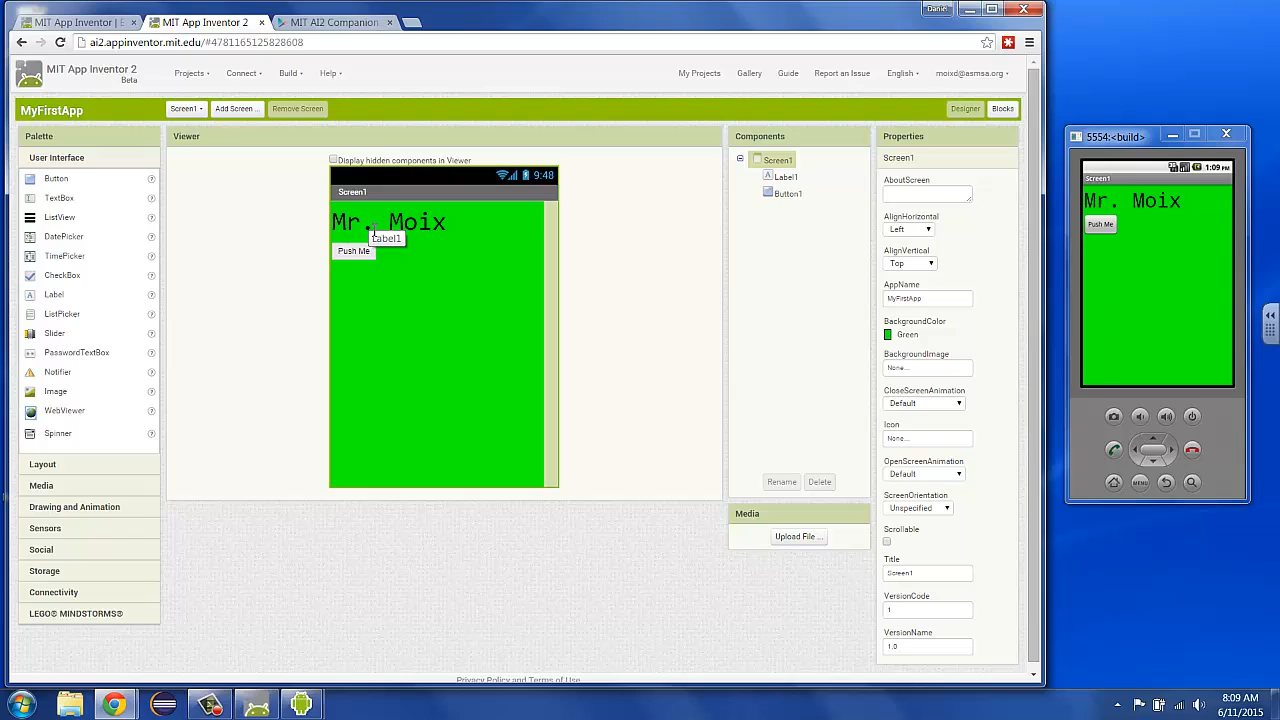 MIT App Inventor | E
MIT App Inventor 2
MIT AI2 Companion
Daniel
ai2.appinventor.mit.edu/#4781165125828608
MIT App Inventor 2
Beta
Projects
Connect
Build
Help
My Projects
Gallery
Guide
Report an Issue
English
moixd@asmsa.org
MyFirstApp
Screen1
Add Screen ...
Remove Screen
Designer
Blocks
Palette
User Interface
Button
TextBox
ListView
DatePicker
TimePicker
CheckBox
Label
ListPicker
Slider
PasswordTextBox
Notifier
Image
WebViewer
Spinner
Layout
Media
Drawing and Animation
Sensors
Social
Storage
Connectivity
LEGO® MINDSTORMS®
Viewer
Display hidden components in Viewer
9:48
Screen1
Mr. Moix
Label1
Push Me
Components
Screen1
Label1
Button1
Rename
Delete
Media
Upload File ...
Properties
Screen1
AboutScreen
AlignHorizontal
Left
AlignVertical
Top
AppName
MyFirstApp
BackgroundColor
Green
BackgroundImage
None...
CloseScreenAnimation
Default
Icon
None...
OpenScreenAnimation
Default
ScreenOrientation
Unspecified
Scrollable
Title
Screen1
VersionCode
1
VersionName
1.0
Privacy Policy and Terms of Use
5554:<build>
1:09 PM
Screen1
Mr. Moix
Push Me
MENU
8:09 AM
6/11/2015